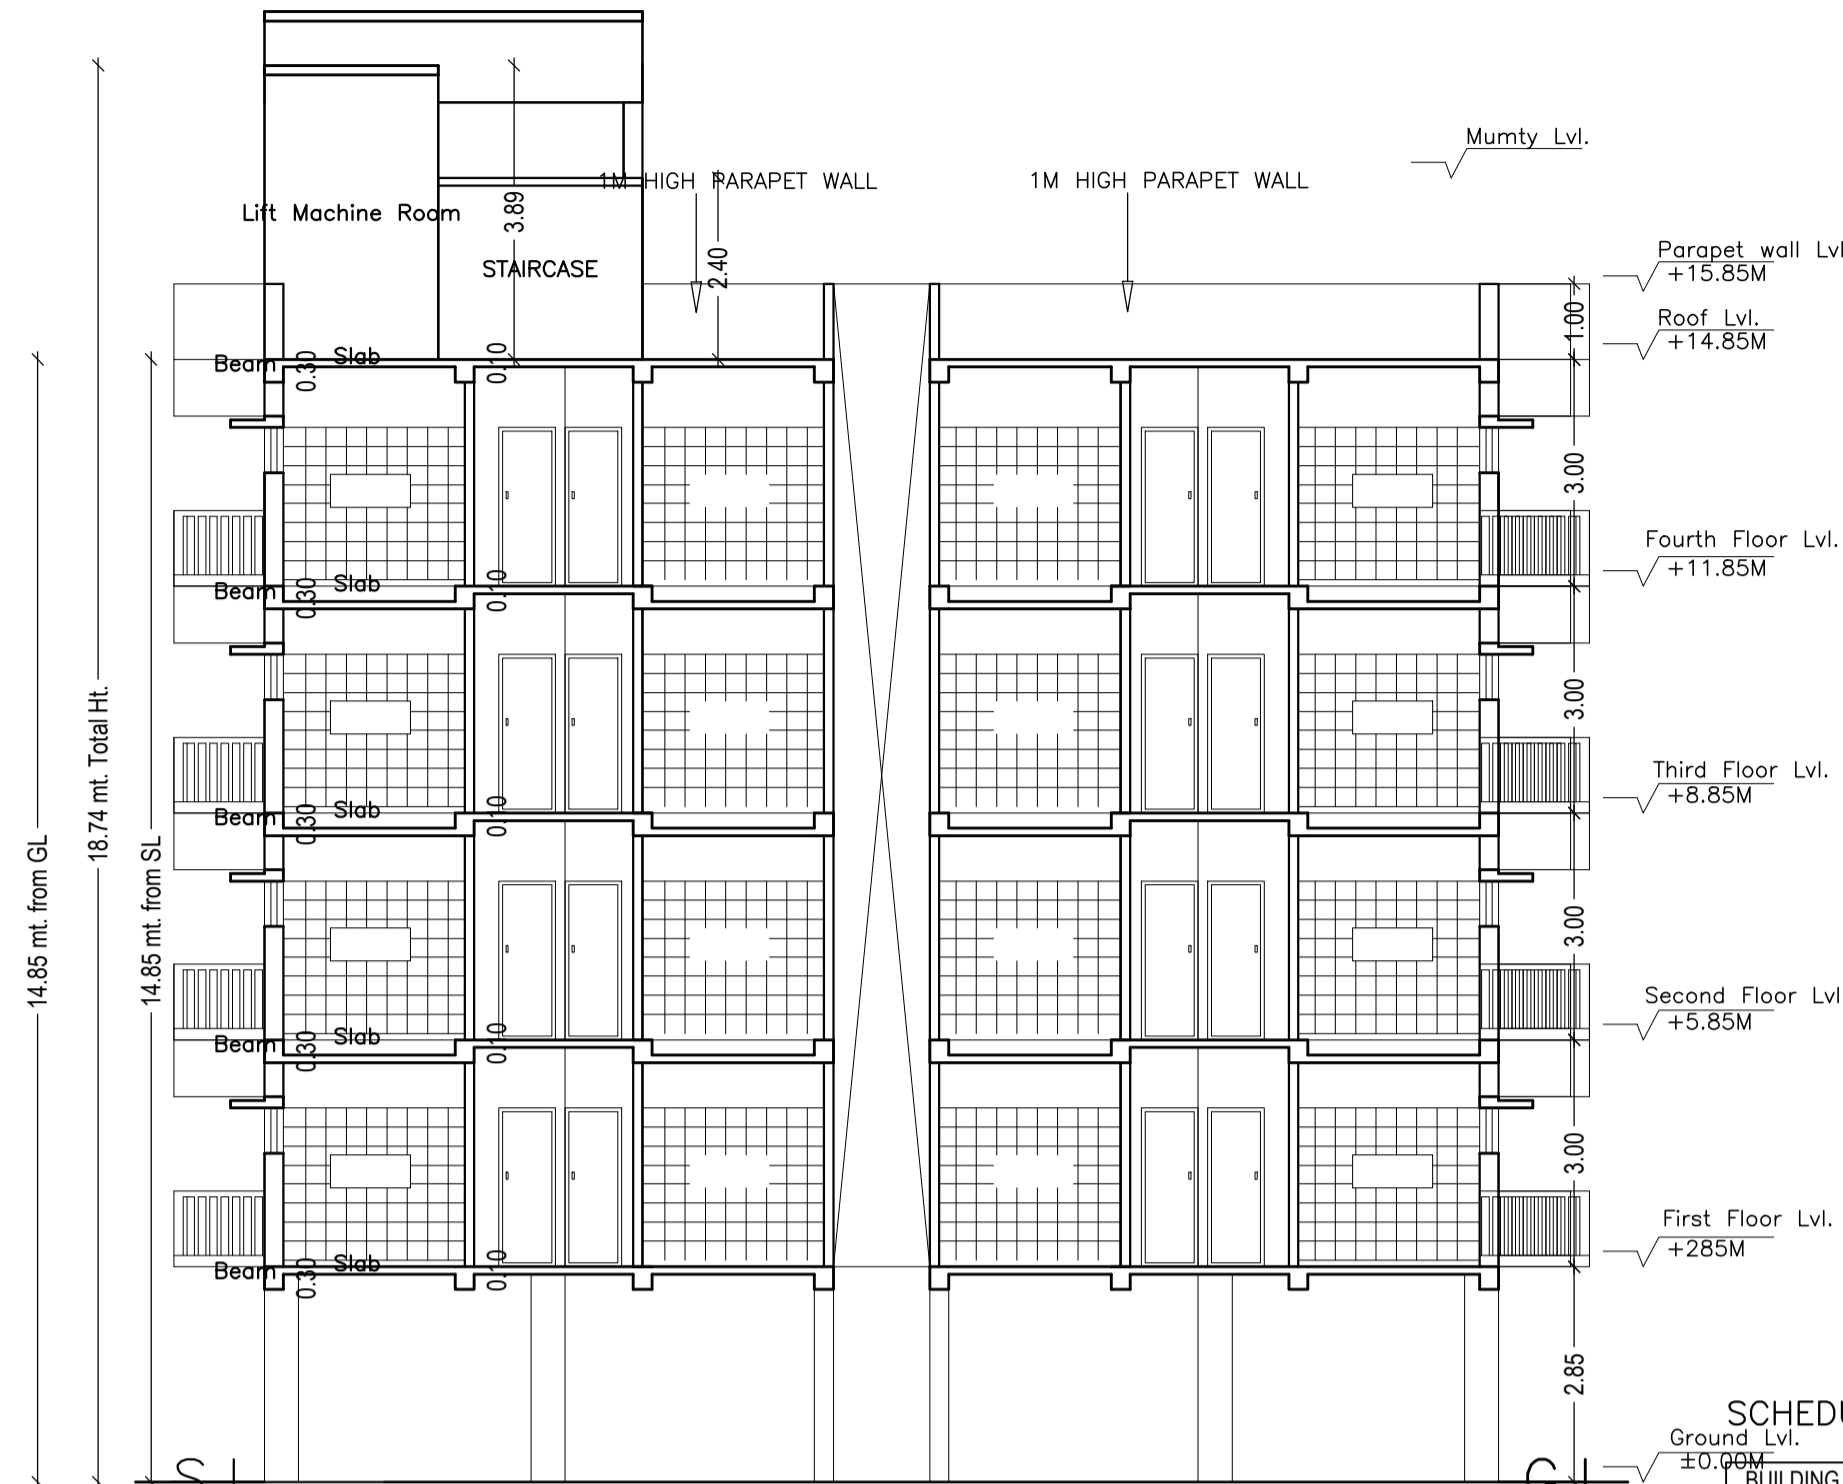 Mumty Lvl.
1M HIGH PARAPET WALL
1M HIGH PARAPET WALL
Lift Machine Room
3.89
STAIRCASE
2.40
Parapet wall Lvl
+15.85M
1.00
Roof Lvl.
+14.85M
Beam
0.30
Slab
0.10
3.00
Fourth Floor Lvl.
+11.85M
Beam
0.30
Slab
0.10
3.00
18.74 mt. Total Ht.
Third Floor Lvl.
+8.85M
Beam
0.30
Slab
0.10
14.85 mt. from GL
14.85 mt. from SL
3.00
Second Floor Lvl
+5.85M
Beam
0.30
Slab
0.10
3.00
First Floor Lvl.
+285M
Beam
0.30
Slab
0.10
2.85
SCHEDU
Ground Lvl.
±0.00M
BUILDING